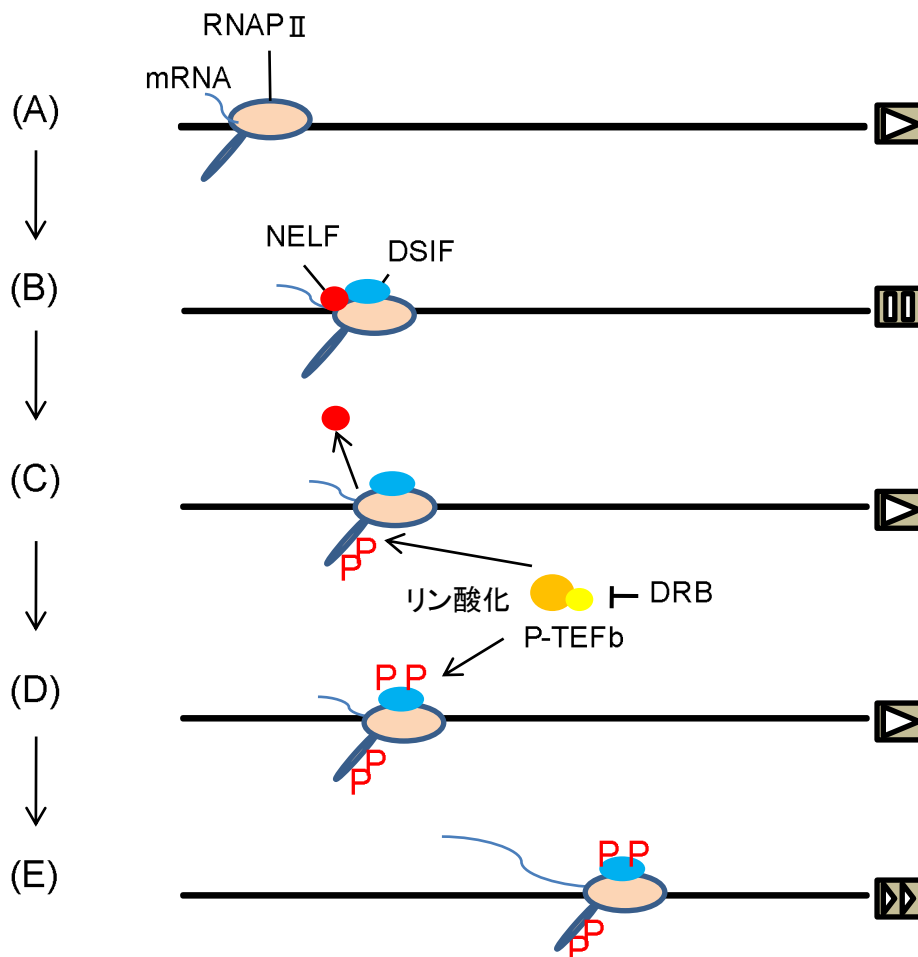 RNAPⅡ
mRNA
(A)
NELF
DSIF
(B)
(C)
P P
リン酸化
DRB
P-TEFb
P P
(D)
P P
P P
(E)
P P